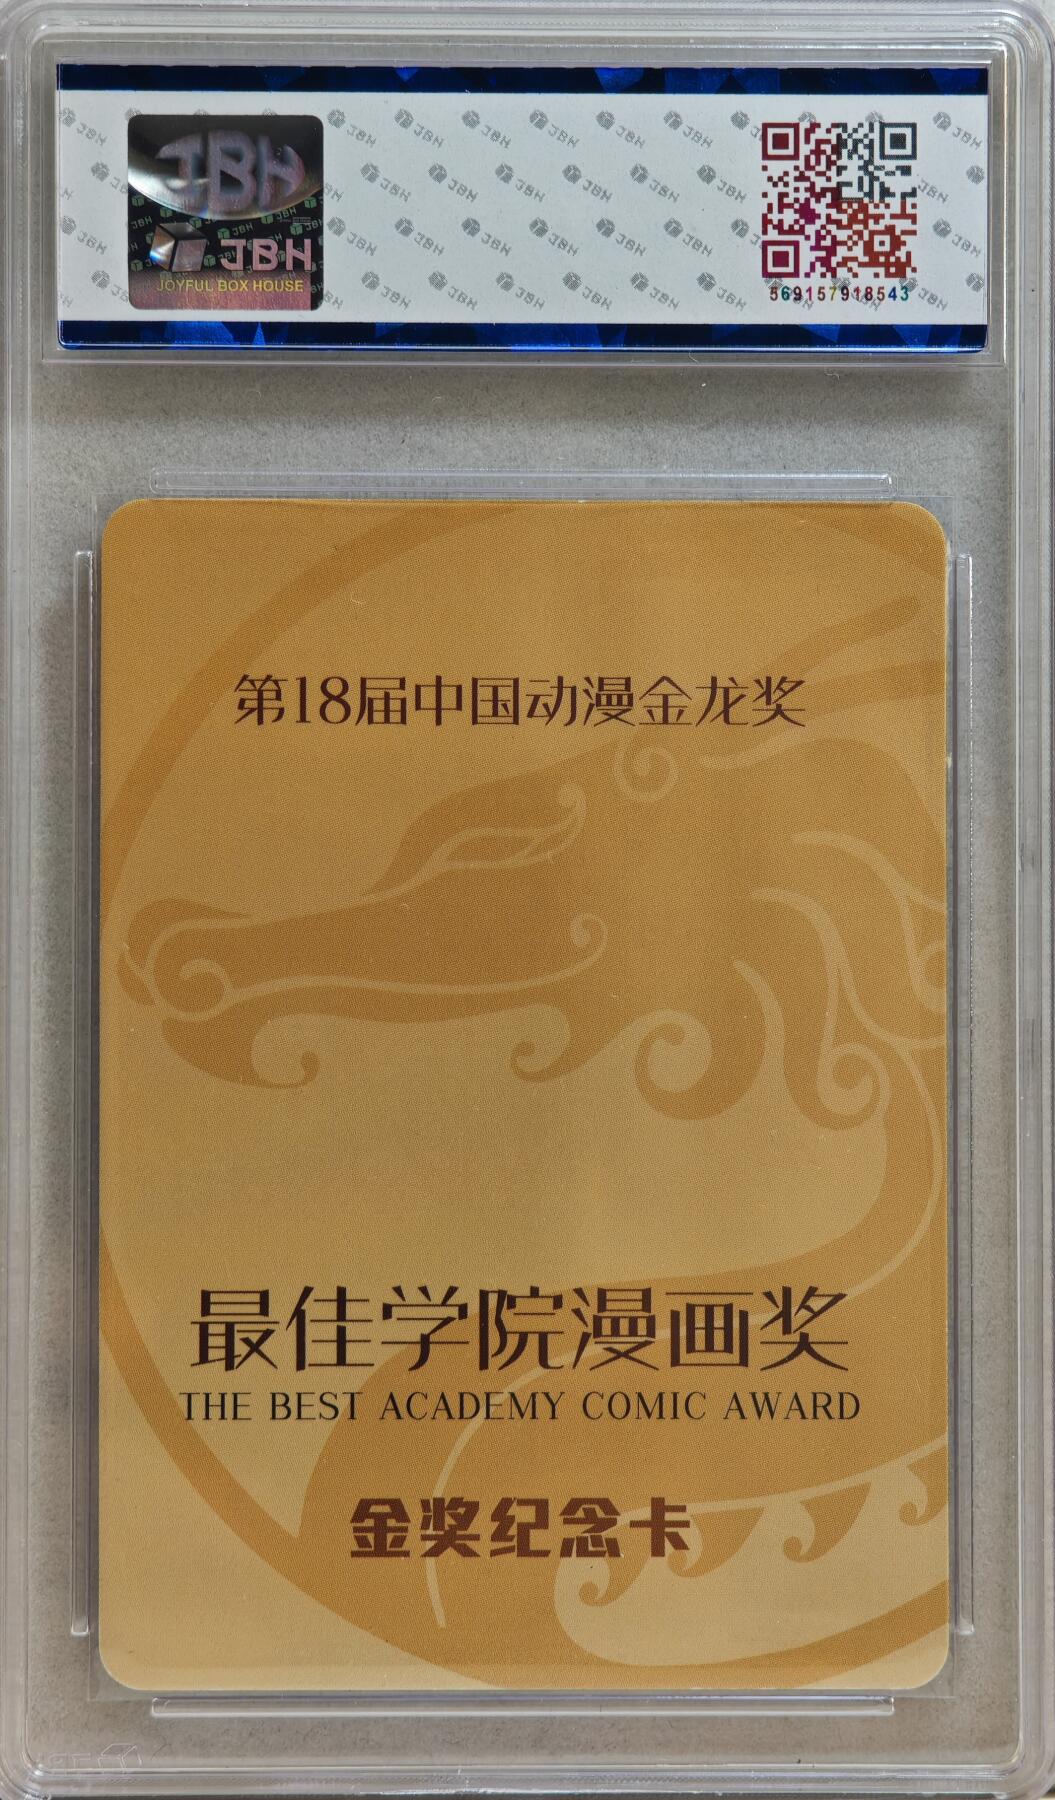 JBH
JBH
JOYFUL BOX HOUSE
569157918543
第18届中国动漫金龙奖
最佳学院漫画奖
THE BEST ACADEMY COMIC AWARD
金奖纪念卡